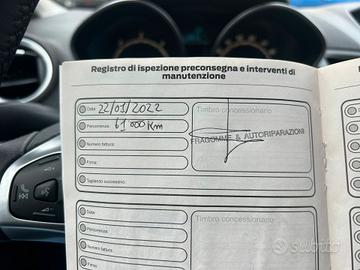 Registro di ispezione preconsegna e interventi di
manutenzione
Data: 22/01/2022
Timbro concessionario
Percorrenza: 61 000 Km
Numero fattura:
FRAGOMME & AUTORIPARAZIONI
Firma:
Tagliando successivo:
Data:
Timbro concessionario
Percorrenza:
Numero fattura:
Firma:
subito